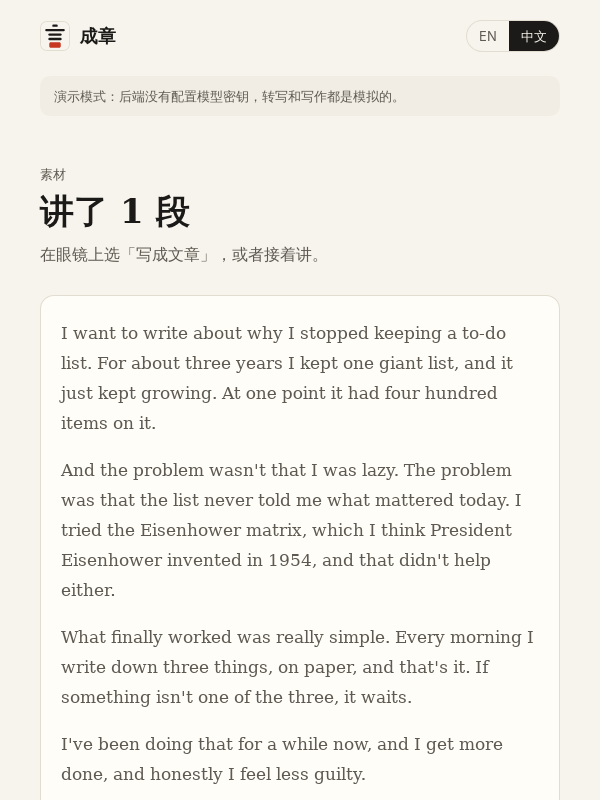 成章
EN 中文
演示模式：后端没有配置模型密钥，转写和写作都是模拟的。
素材
讲了 1 段
在眼镜上选「写成文章」，或者接着讲。
I want to write about why I stopped keeping a to-do
list. For about three years I kept one giant list, and it
just kept growing. At one point it had four hundred
items on it.
And the problem wasn't that I was lazy. The problem
was that the list never told me what mattered today. I
tried the Eisenhower matrix, which I think President
Eisenhower invented in 1954, and that didn't help
either.
What finally worked was really simple. Every morning I
write down three things, on paper, and that's it. If
something isn't one of the three, it waits.
I've been doing that for a while now, and I get more
done, and honestly I feel less guilty.